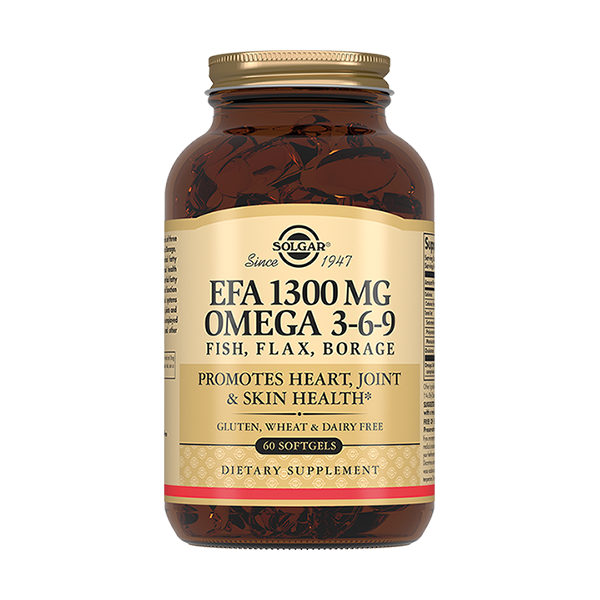 SOLGAR®
Since 1947
EFA 1300 MG
OMEGA 3-6-9
FISH, FLAX, BORAGE
PROMOTES HEART, JOINT
& SKIN HEALTH*
GLUTEN, WHEAT & DAIRY FREE
60 SOFTGELS
DIETARY SUPPLEMENT